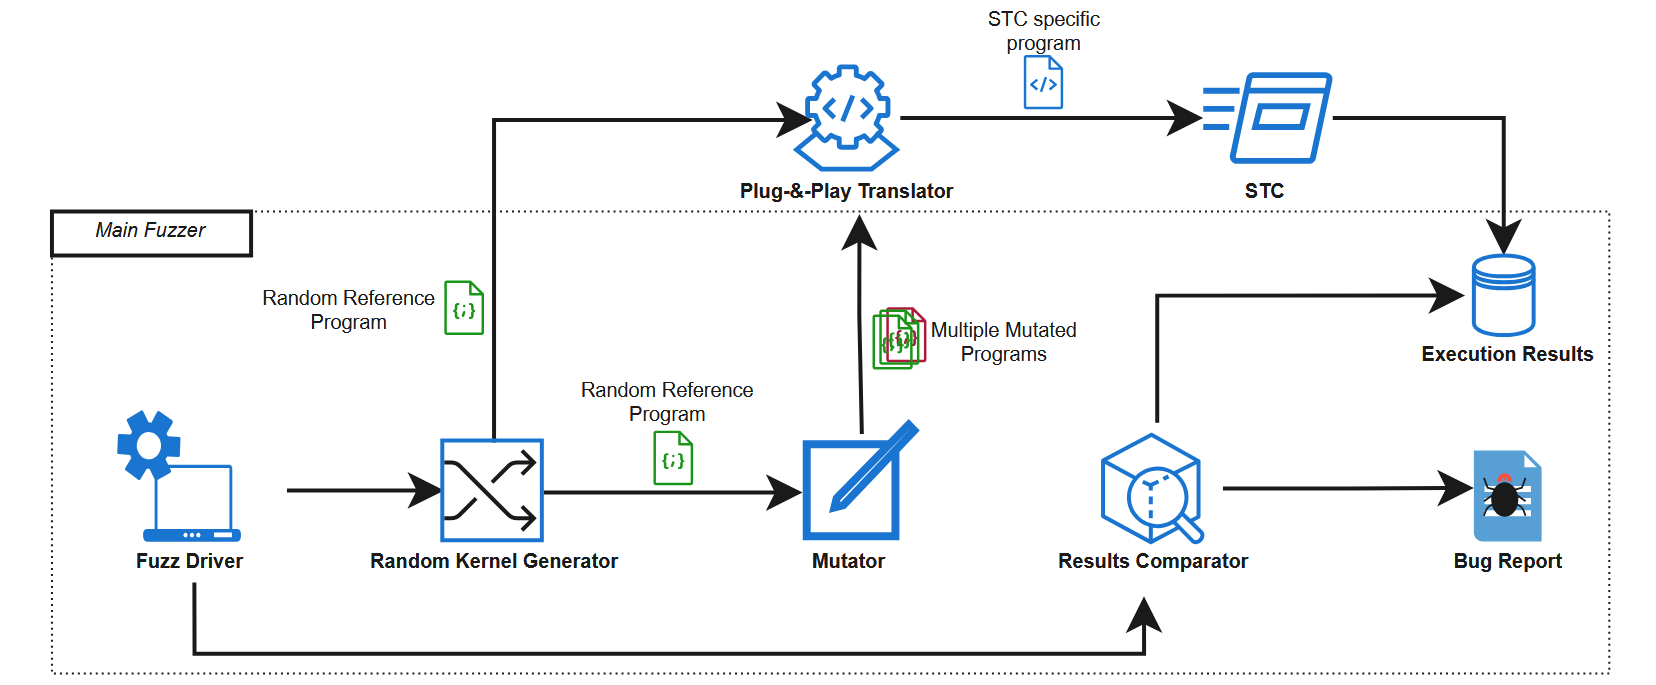 STC specific
program
Plug-&-Play Translator
STC
Main Fuzzer
Random Reference
Program
{;}
Multiple Mutated
Programs
Execution Results
Random Reference
Program
{;}
Fuzz Driver
Random Kernel Generator
Mutator
Results Comparator
Bug Report